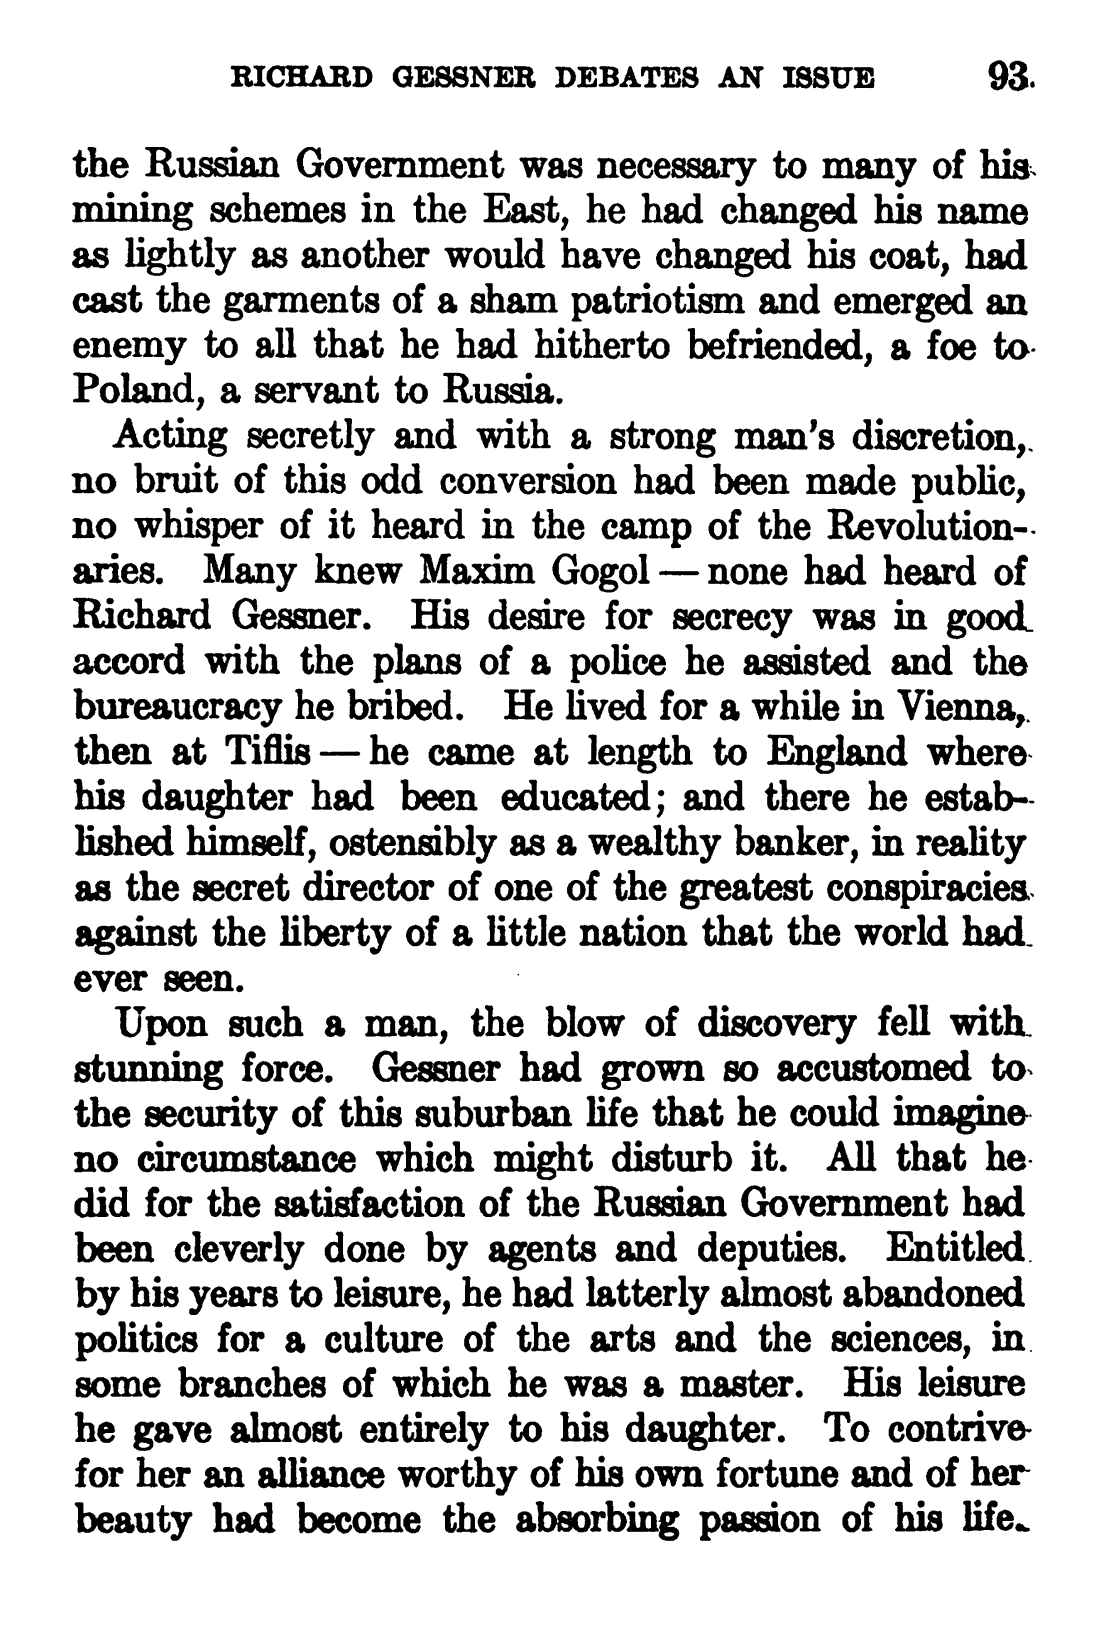 RICHARD GESSNER DEBATES AN ISSUE 93
the Russian Government was necessary to many of his
mining schemes in the East, he had changed his name
as lightly as another would have changed his coat, had
cast the garments of a sham patriotism and emerged an
enemy to all that he had hitherto befriended, a foe to
Poland, a servant to Russia.
Acting secretly and with a strong man's discretion,
no bruit of this odd conversion had been made public,
no whisper of it heard in the camp of the Revolution-
aries. Many knew Maxim Gogol — none had heard of
Richard Gessner. His desire for secrecy was in good
accord with the plans of a police he assisted and the
bureaucracy he bribed. He lived for a while in Vienna,
then at Tiflis — he came at length to England where
his daughter had been educated; and there he estab-
lished himself, ostensibly as a wealthy banker, in reality
as the secret director of one of the greatest conspiracies
against the liberty of a little nation that the world had
ever seen.
Upon such a man, the blow of discovery fell with
stunning force. Gessner had grown so accustomed to
the security of this suburban life that he could imagine
no circumstance which might disturb it. All that he
did for the satisfaction of the Russian Government had
been cleverly done by agents and deputies. Entitled
by his years to leisure, he had latterly almost abandoned
politics for a culture of the arts and the sciences, in
some branches of which he was a master. His leisure
he gave almost entirely to his daughter. To contrive
for her an alliance worthy of his own fortune and of her
beauty had become the absorbing passion of his life.